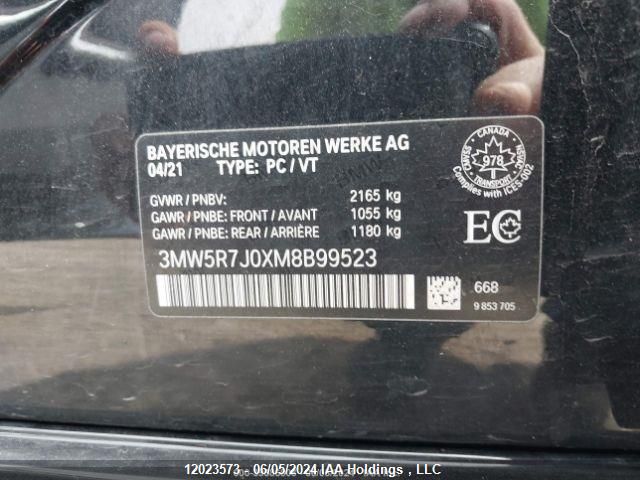 BAYERISCHE MOTOREN WERKE AG
04/21 TYPE: PC / VT
GVWR / PNBV: 2165 kg
GAWR / PNBE: FRONT / AVANT 1055 kg
GAWR / PNBE: REAR / ARRIÈRE 1180 kg
3MW5R7J0XM8B99523
CANADA
978
TRANSPORT
Complies with ICES-002
EC
668
9 853 705
12023573 - 06/05/2024 IAA Holdings , LLC